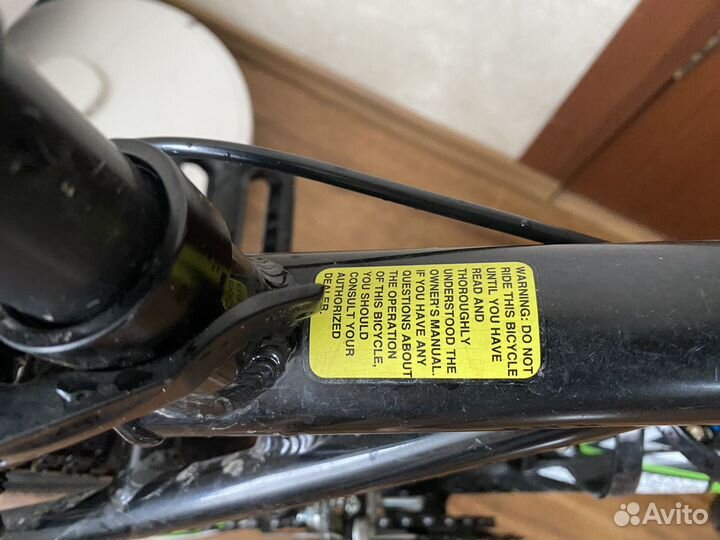 WARNING: DO NOT
RIDE THIS BICYCLE
UNTIL YOU HAVE
READ AND
THOROUGHLY
UNDERSTOOD THE
OWNER'S MANUAL.
IF YOU HAVE ANY
QUESTIONS ABOUT
THE OPERATION
OF THIS BICYCLE,
YOU SHOULD
CONSULT YOUR
AUTHORIZED
DEALER.
Avito